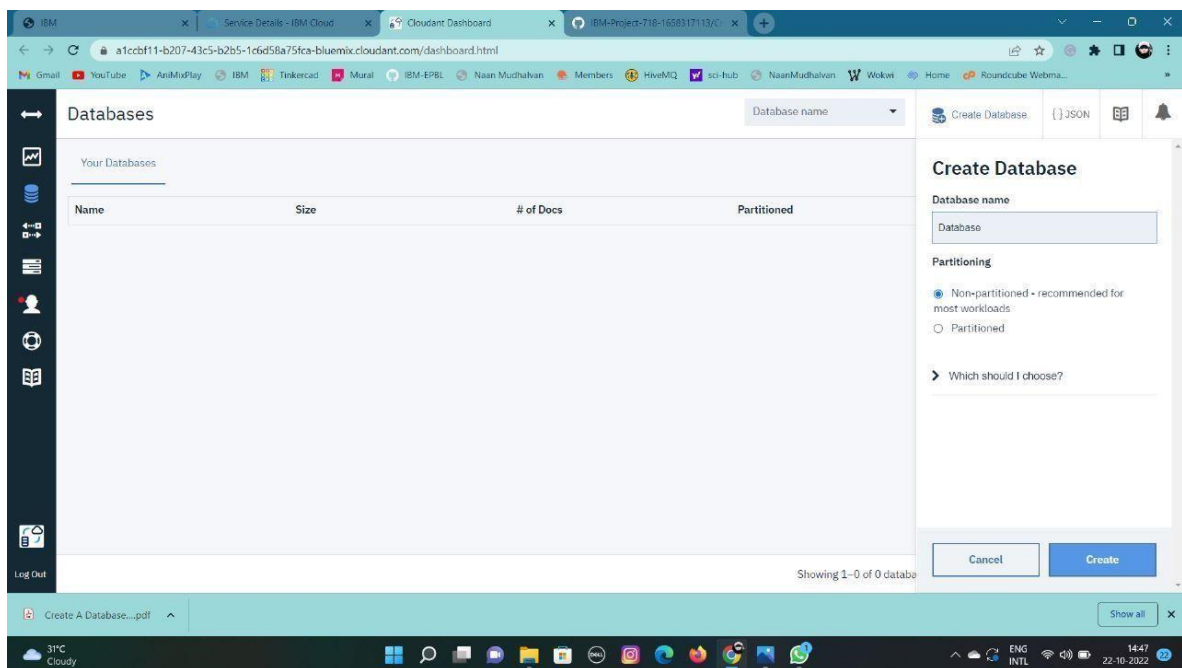 IBM
Service Details - IBM Cloud
Cloudant Dashboard
IBM-Project-718-1658317113/
a1ccbf11-b207-43c5-b2b5-1c6d58a75fca-bluemix.cloudant.com/dashboard.html
Gmail YouTube AniMixPlay IBM Tinkercad Mural IBM-EPBL Naan Mudhalvan Members HiveMQ sci-hub NaanMudhalvan Wokwi Home Roundcube Webma...
Databases
Database name
Create Database
{ } JSON
Your Databases
Name Size # of Docs Partitioned
Create Database
Database name
Database
Partitioning
Non-partitioned - recommended for
most workloads
Partitioned
Which should I choose?
Cancel Create
Showing 1–0 of 0 databa
Log Out
Create A Database....pdf
Show all
31°C
Cloudy
ENG
INTL
14:47
22-10-2022
22